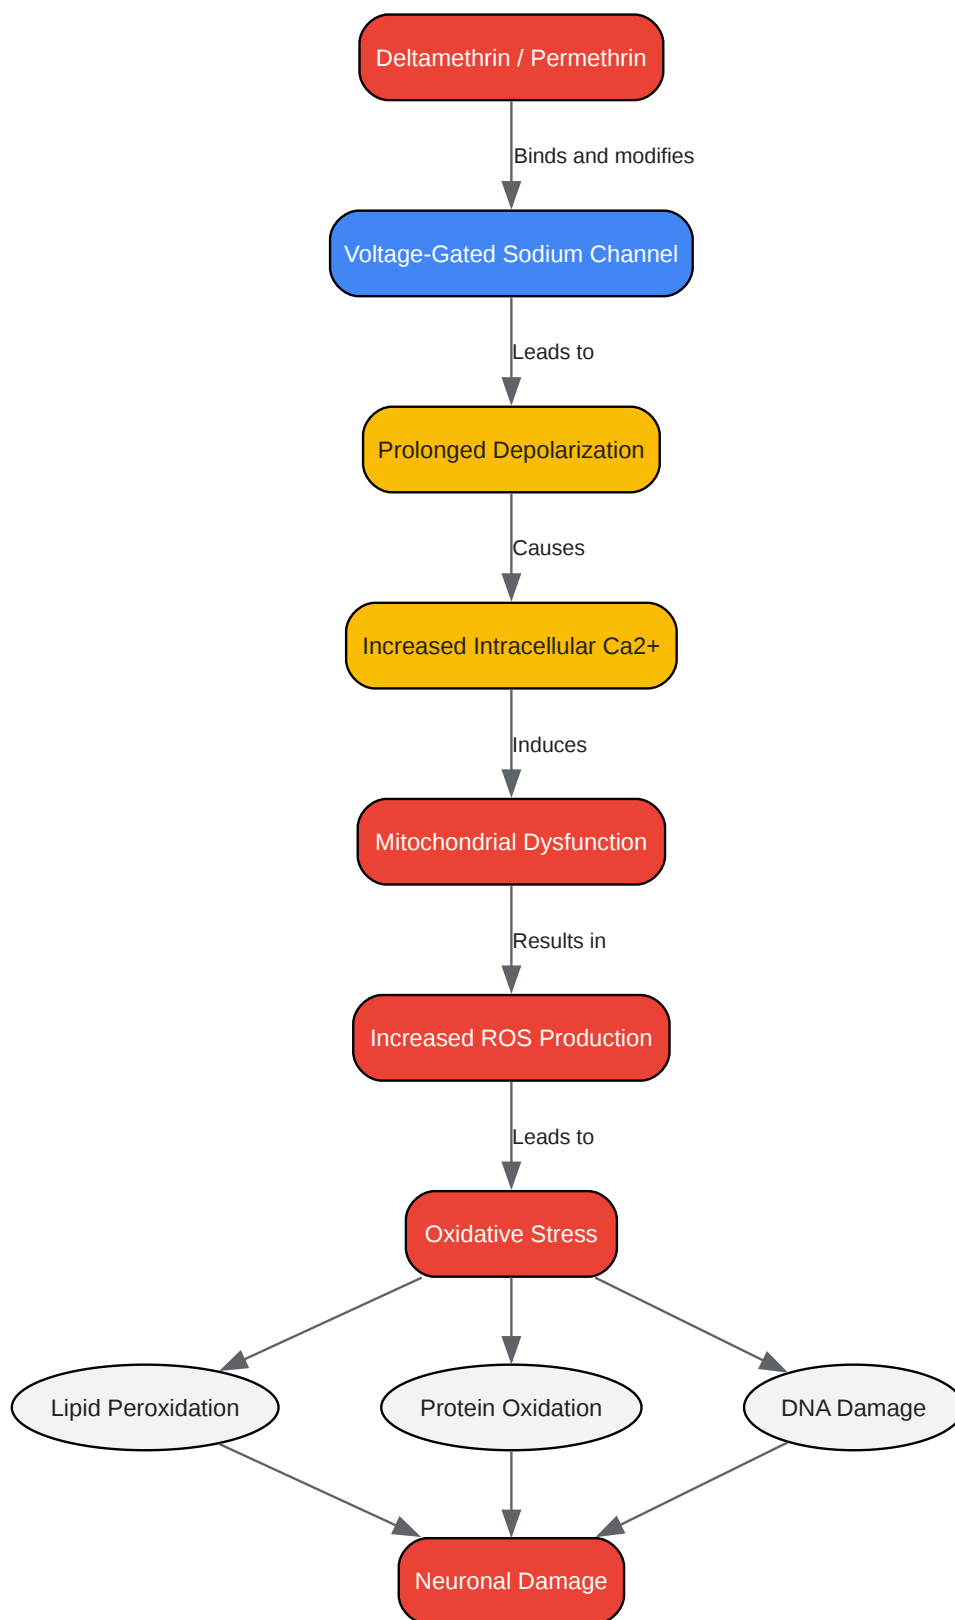 Deltamethrin / Permethrin
Binds and modifies
Voltage-Gated Sodium Channel
Leads to
Prolonged Depolarization
Causes
Increased Intracellular Ca2+
Induces
Mitochondrial Dysfunction
Results in
Increased ROS Production
Leads to
Oxidative Stress
Lipid Peroxidation
Protein Oxidation
DNA Damage
Neuronal Damage